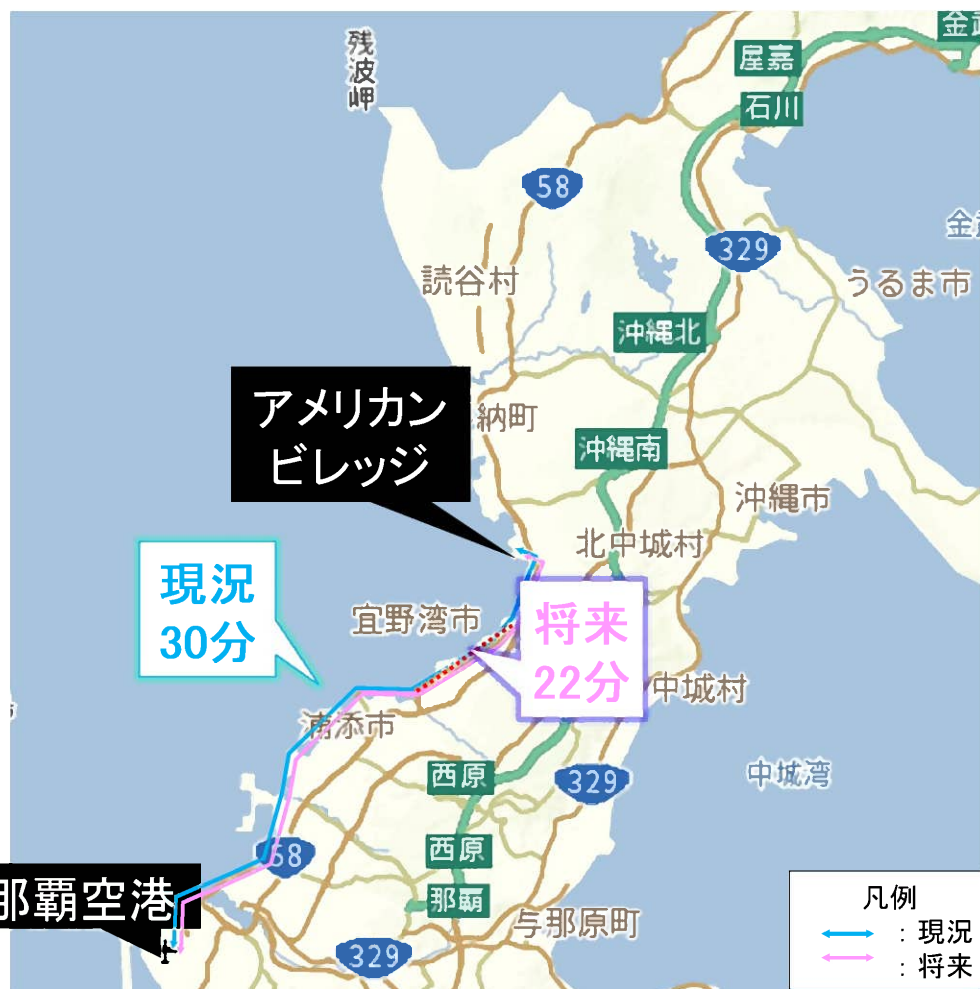 残波岬
金武
屋嘉
石川
58
329
金武
読谷村
うるま市
沖縄北
アメリカン
ビレッジ
納町
沖縄南
沖縄市
北中城村
現況
30分
宜野湾市
将来
22分
中城村
浦添市
西原
329
中城湾
58
西原
那覇空港
那覇
与那原町
329
凡例
: 現況
: 将来